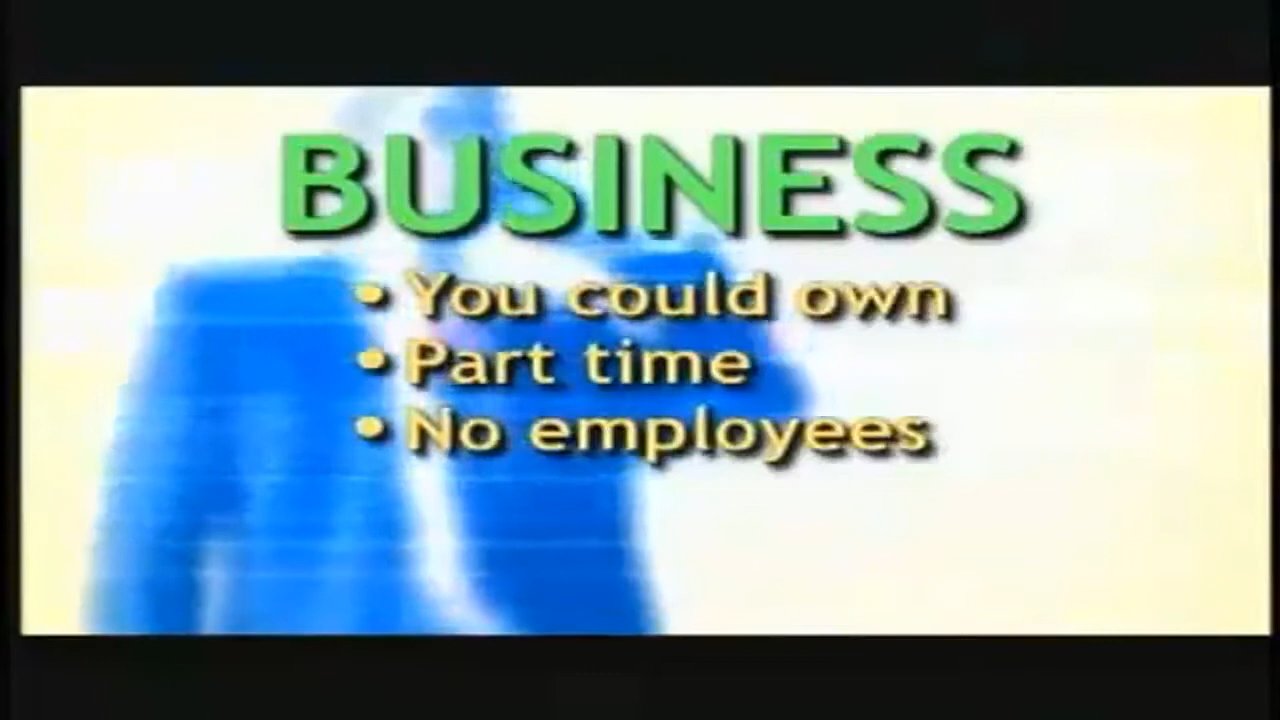 BUSINESS
• You could own
• Part time
• No employees